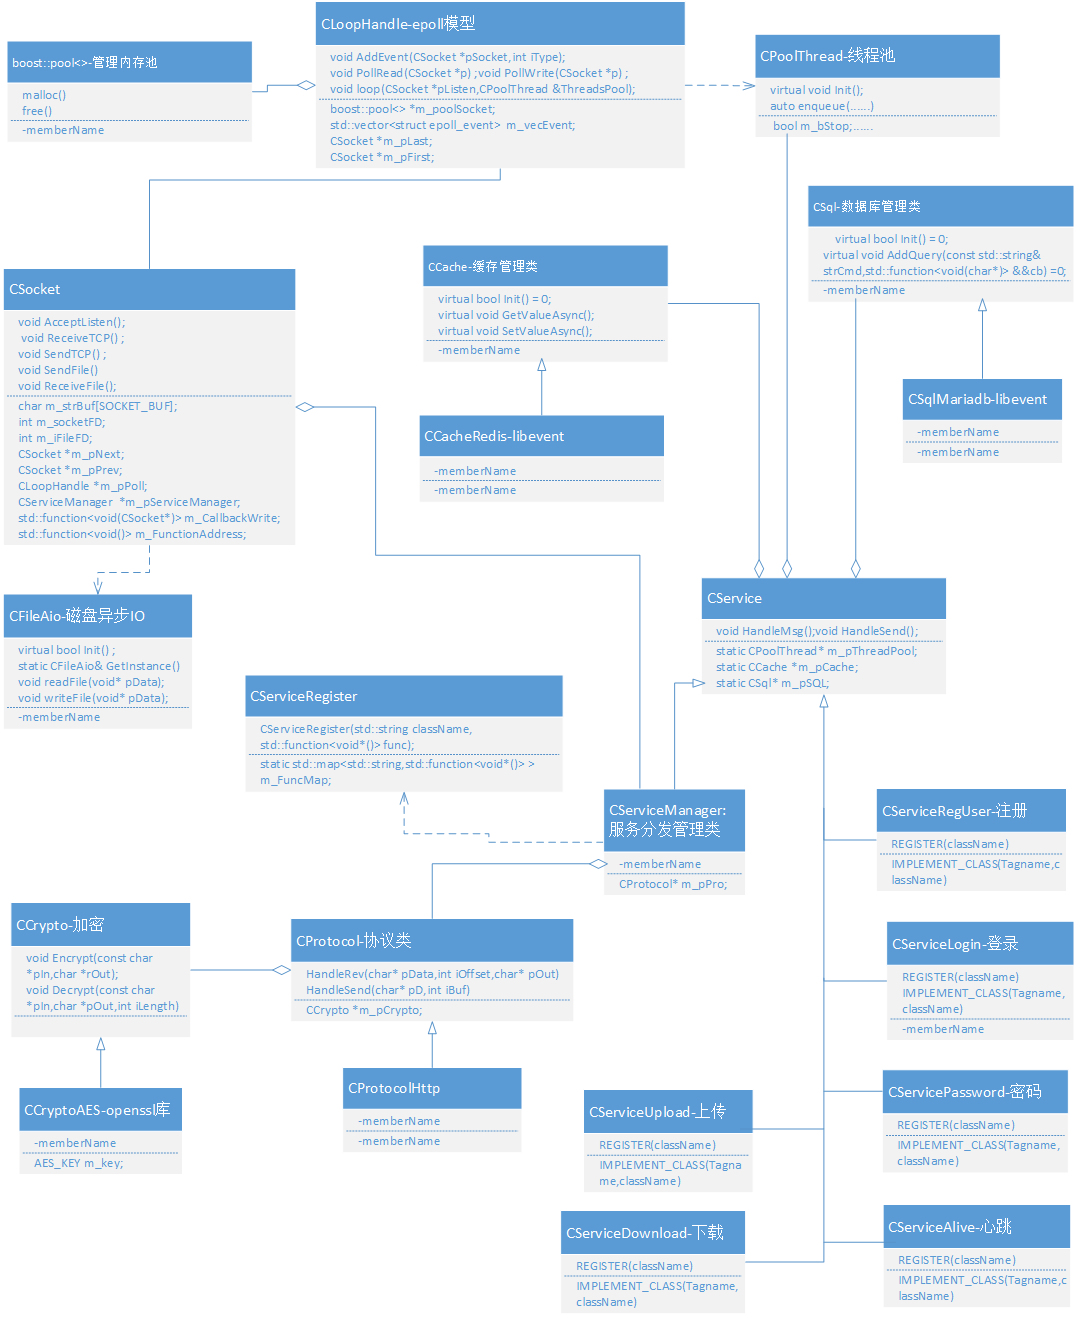 CLoopHandle-epoll模型
void AddEvent(CSocket *pSocket,int iType);
void PollRead(CSocket *p) ;void PollWrite(CSocket *p) ;
void loop(CSocket *pListen,CPoolThread &ThreadsPool);
boost::pool<> *m_poolSocket;
std::vector<struct epoll_event> m_vecEvent;
CSocket *m_pLast;
CSocket *m_pFirst;
boost::pool<>-管理内存池
malloc()
free()
-memberName
CPoolThread-线程池
virtual void Init();
auto enqueue(......)
bool m_bStop;......
CSql-数据库管理类
virtual bool Init() = 0;
virtual void AddQuery(const std::string&
strCmd,std::function<void(char*)> &&cb) =0;
-memberName
CCache-缓存管理类
virtual bool Init() = 0;
virtual void GetValueAsync();
virtual void SetValueAsync();
-memberName
CSocket
void AcceptListen();
void ReceiveTCP() ;
void SendTCP() ;
void SendFile()
void ReceiveFile();
char m_strBuf[SOCKET_BUF];
int m_socketFD;
int m_iFileFD;
CSocket *m_pNext;
CSocket *m_pPrev;
CLoopHandle *m_pPoll;
CServiceManager *m_pServiceManager;
std::function<void(CSocket*)> m_CallbackWrite;
std::function<void()> m_FunctionAddress;
CSqlMariadb-libevent
-memberName
-memberName
CCacheRedis-libevent
-memberName
-memberName
CFileAio-磁盘异步IO
virtual bool Init() ;
static CFileAio& GetInstance()
void readFile(void* pData);
void writeFile(void* pData);
-memberName
CService
void HandleMsg();void HandleSend();
static CPoolThread* m_pThreadPool;
static CCache *m_pCache;
static CSql* m_pSQL;
CServiceRegister
CServiceRegister(std::string className,
std::function<void*()> func);
static std::map<std::string,std::function<void*()> >
m_FuncMap;
CServiceManager:
服务分发管理类
-memberName
CProtocol* m_pPro;
CServiceRegUser-注册
REGISTER(className)
IMPLEMENT_CLASS(Tagname,c
lassName)
CCrypto-加密
void Encrypt(const char
*pIn,char *rOut);
void Decrypt(const char
*pIn,char *pOut,int iLength)
CProtocol-协议类
HandleRev(char* pData,int iOffset,char* pOut)
HandleSend(char* pD,int iBuf)
CCrypto *m_pCrypto;
CServiceLogin-登录
REGISTER(className)
IMPLEMENT_CLASS(Tagname,
className)
-memberName
CCryptoAES-openssl库
-memberName
AES_KEY m_key;
CProtocolHttp
-memberName
-memberName
CServiceUpload-上传
REGISTER(className)
IMPLEMENT_CLASS(Tagna
me,className)
CServicePassword-密码
REGISTER(className)
IMPLEMENT_CLASS(Tagname,
className)
CServiceDownload-下载
REGISTER(className)
IMPLEMENT_CLASS(Tagname,
className)
CServiceAlive-心跳
REGISTER(className)
IMPLEMENT_CLASS(Tagname,c
lassName)